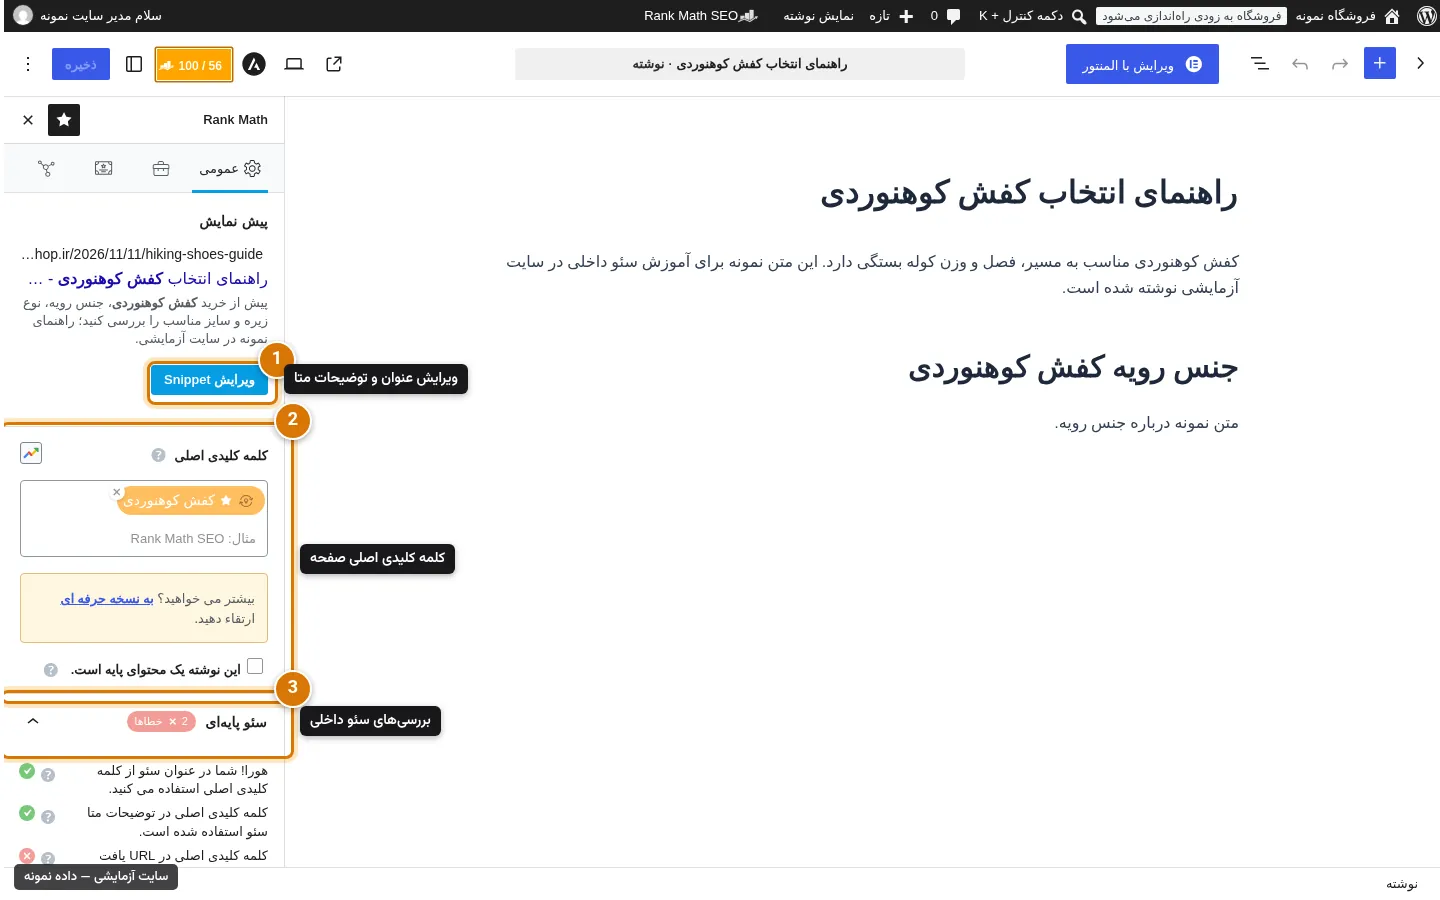 فروشگاه نمونه
فروشگاه به زودی راه‌اندازی می‌شود
دکمه کنترل + K
0
تازه
نمایش نوشته
Rank Math SEO
سلام مدیر سایت نمونه
ویرایش با المنتور
راهنمای انتخاب کفش کوهنوردی · نوشته
56 / 100
ذخیره
Rank Math
عمومی
پیش نمایش
…hop.ir/2026/11/11/hiking-shoes-guide
راهنمای انتخاب کفش کوهنوردی - …
پیش از خرید کفش کوهنوردی، جنس رویه، نوع
زیره و سایز مناسب را بررسی کنید؛ راهنمای
نمونه در سایت آزمایشی.
1
ویرایش Snippet
ویرایش عنوان و توضیحات متا
2
کلمه کلیدی اصلی
کفش کوهنوردی
مثال: Rank Math SEO
کلمه کلیدی اصلی صفحه
بیشتر می خواهید؟ به نسخه حرفه ای
ارتقاء دهید.
این نوشته یک محتوای پایه است.
3
سئو پایه‌ای
2 × خطاها
بررسی‌های سئو داخلی
هورا! شما در عنوان سئو از کلمه
کلیدی اصلی استفاده می کنید.
کلمه کلیدی اصلی در توضیحات متا
سئو استفاده شده است.
کلمه کلیدی اصلی در URL یافت
سایت آزمایشی – داده نمونه
راهنمای انتخاب کفش کوهنوردی
کفش کوهنوردی مناسب به مسیر، فصل و وزن کوله بستگی دارد. این متن نمونه برای آموزش سئو داخلی در سایت
آزمایشی نوشته شده است.
جنس رویه کفش کوهنوردی
متن نمونه درباره جنس رویه.
نوشته